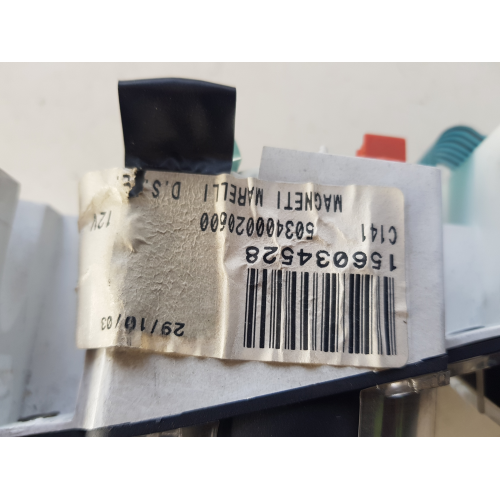 MAGNETI MARELLI D.S. E.
C141 503400020600 12V
156034528
29/10/03